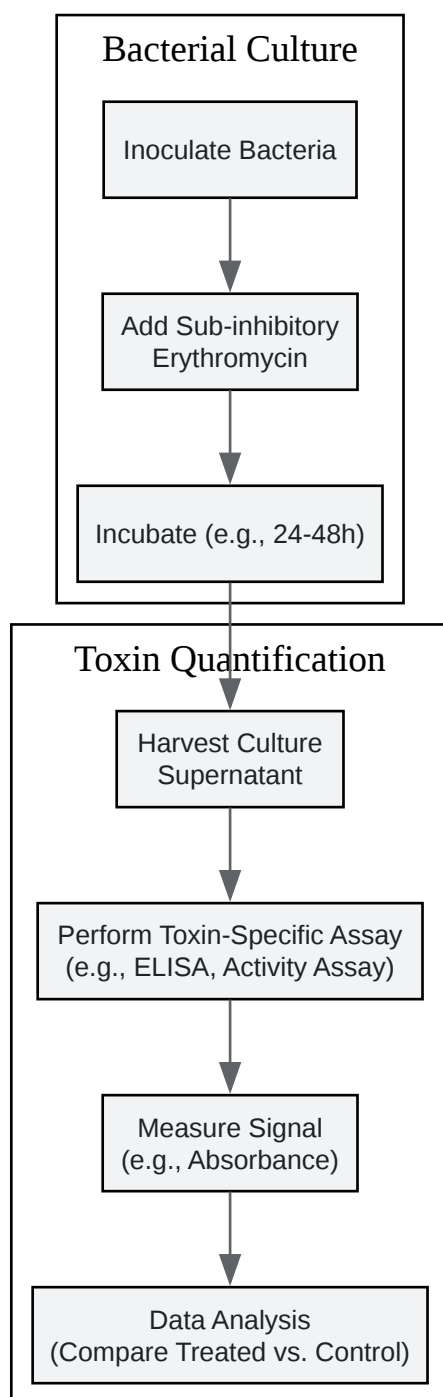 Bacterial Culture
Inoculate Bacteria
Add Sub-inhibitory
Erythromycin
Incubate (e.g., 24-48h)
Toxin Quantification
Harvest Culture
Supernatant
Perform Toxin-Specific Assay
(e.g., ELISA, Activity Assay)
Measure Signal
(e.g., Absorbance)
Data Analysis
(Compare Treated vs. Control)